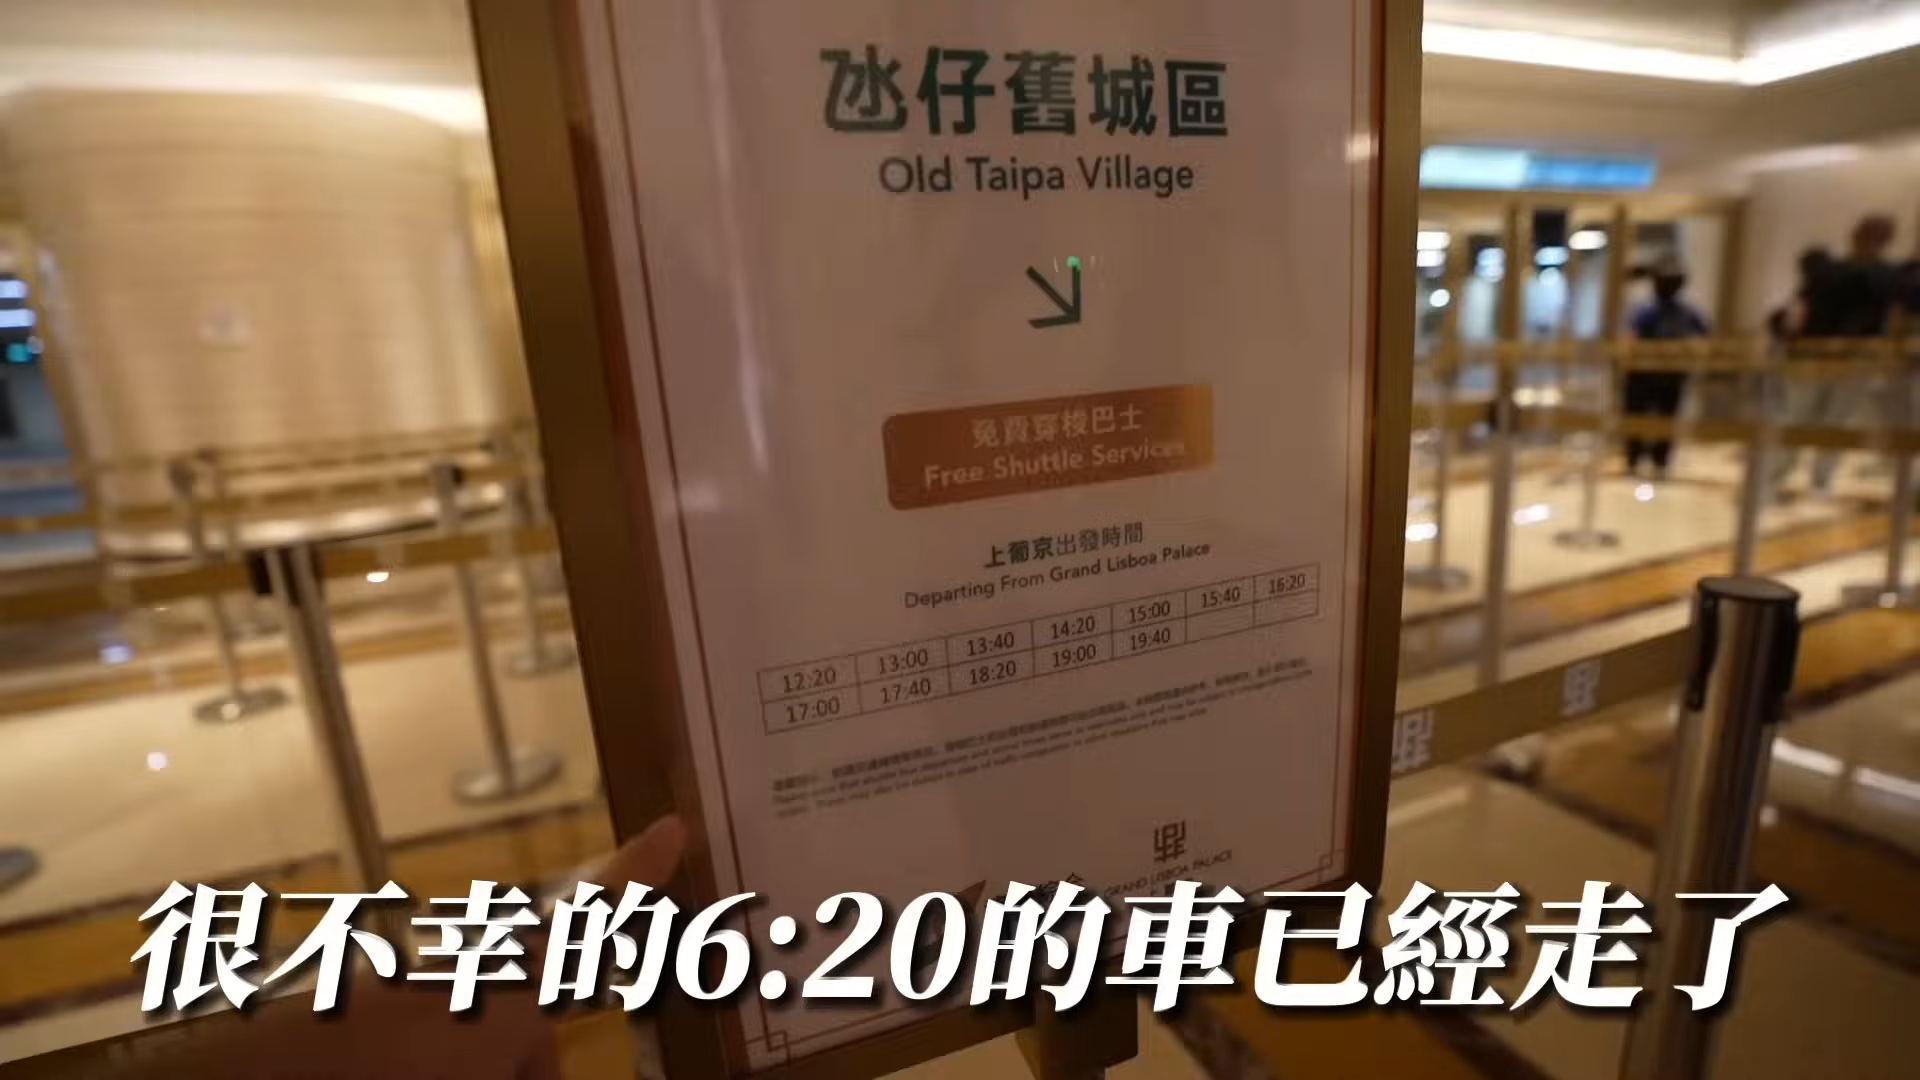 氹仔舊城區
Old Taipa Village
免費穿梭巴士
Free Shuttle Services
上葡京出發時間
Departing From Grand Lisboa Palace
12:20 13:00 13:40 14:20 15:00 15:40 16:20
17:00 17:40 18:20 19:00 19:40
GRAND LISBOA PALACE
很不幸的6:20的車已經走了